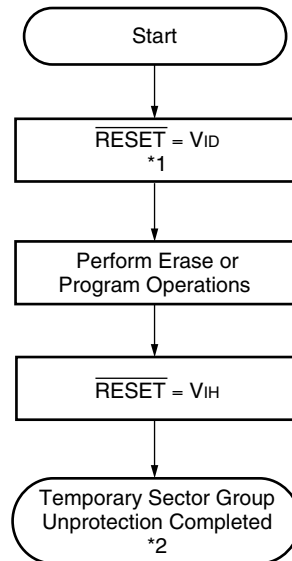 Start
RESET = VID
*1
Perform Erase or
Program Operations
RESET = VIH
Temporary Sector Group
Unprotection Completed
*2